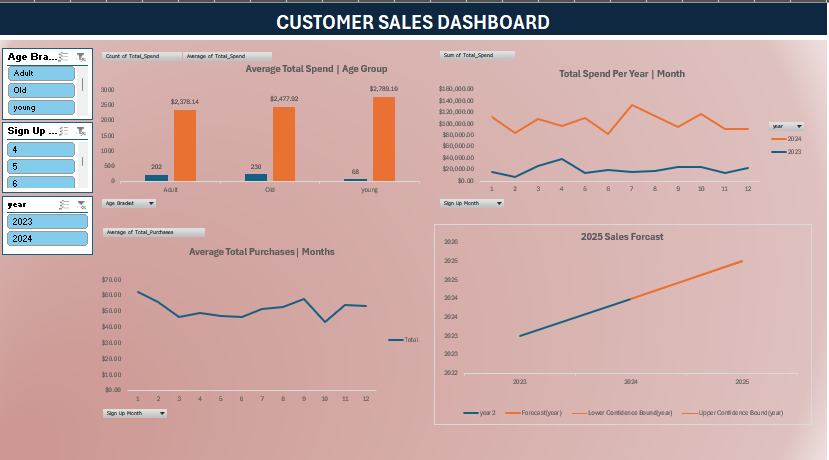 CUSTOMER SALES DASHBOARD
Age Bra...
Adult
Old
young
Sign Up ...
4
5
6
year
2023
2024
Count of Total_Spend
Average of Total_Spend
Average Total Spend | Age Group
3000
2500
2000
1500
1000
500
0
202
$2,378.14
230
$2,477.92
68
$2,789.10
Adult
Old
young
Age Bradet
Sum of Total_Spend
Total Spend Per Year | Month
$160,000.00
$140,000.00
$120,000.00
$100,000.00
$80,000.00
$60,000.00
$40,000.00
$20,000.00
$0.00
1 2 3 4 5 6 7 8 9 10 11 12
year
2024
2023
Sign Up Month
Average of Total_Purchases
Average Total Purchases| Months
$70.00
$60.00
$50.00
$40.00
$30.00
$20.00
$10.00
$0.00
1 2 3 4 5 6 7 8 9 10 11 12
Total
Sign Up Month
2025 Sales Forcast
2026
2025
2025
2024
2024
2023
2023
2022
2023 2024 2025
year2
Forecast(year)
Lower Confidence Bound(year)
Upper Confidence Bound(year)